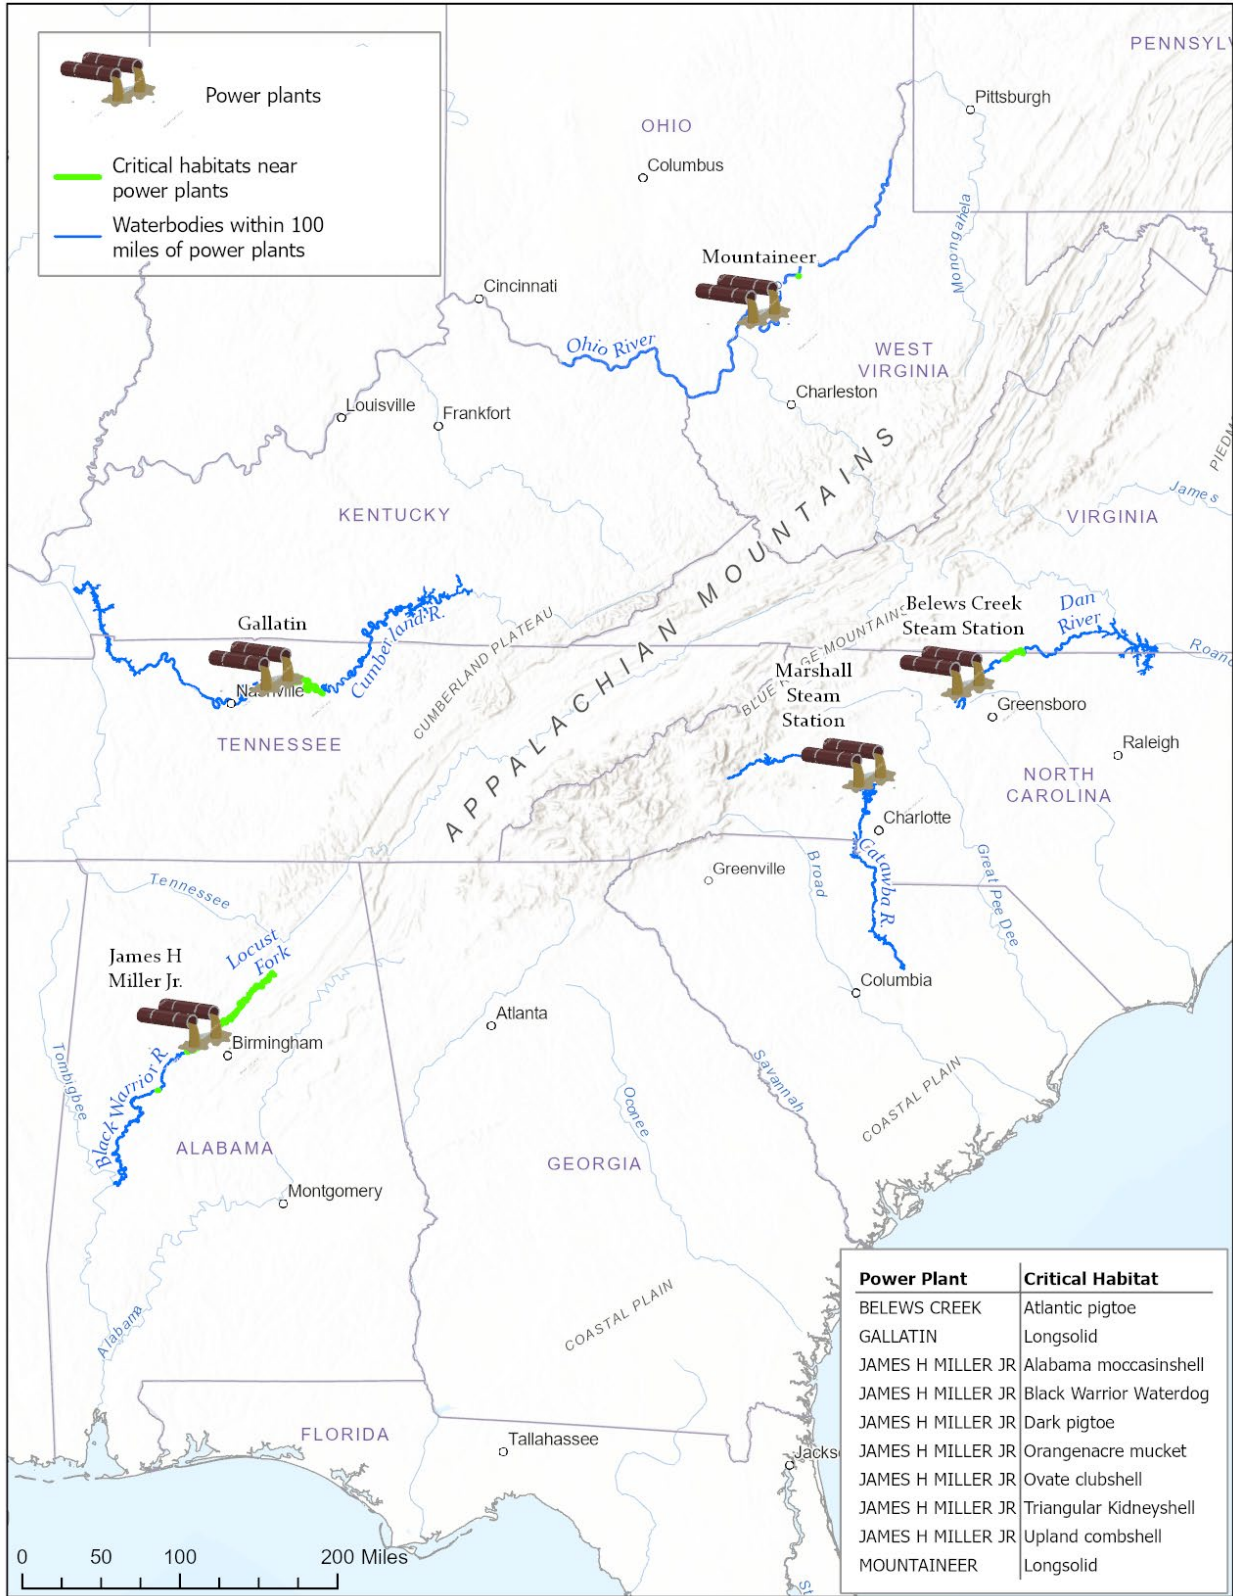 Power plants
Critical habitats near
power plants
Waterbodies within 100
miles of power plants
OHIO
Columbus
Pittsburgh
Monongahela
Mountaineer
Cincinnati
Ohio River
WEST
VIRGINIA
Charleston
Louisville
Frankfort
KENTUCKY
APPALACHIAN MOUNTAINS
James
VIRGINIA
Belews Creek
Steam Station
Dan
River
Gallatin
Cumberland R.
CUMBERLAND PLATEAU
Nashville
TENNESSEE
Marshall
Steam
Station
Greensboro
Raleigh
NORTH
CAROLINA
Charlotte
Catawba R.
Greenville
Broad
Great Pee Dee
Tennessee
Locust
Fork
James H
Miller Jr.
Birmingham
Atlanta
Columbia
Tombigbee
Black Warrior R.
ALABAMA
Oconee
Savannah
COASTAL PLAIN
GEORGIA
Montgomery
Alabama
COASTAL PLAIN
FLORIDA
Tallahassee
0 50 100 200 Miles
Power Plant Critical Habitat
BELEWS CREEK Atlantic pigtoe
GALLATIN Longsolid
JAMES H MILLER JR Alabama moccasinshell
JAMES H MILLER JR Black Warrior Waterdog
JAMES H MILLER JR Dark pigtoe
JAMES H MILLER JR Orangenacre mucket
JAMES H MILLER JR Ovate clubshell
JAMES H MILLER JR Triangular Kidneyshell
JAMES H MILLER JR Upland combshell
MOUNTAINEER Longsolid